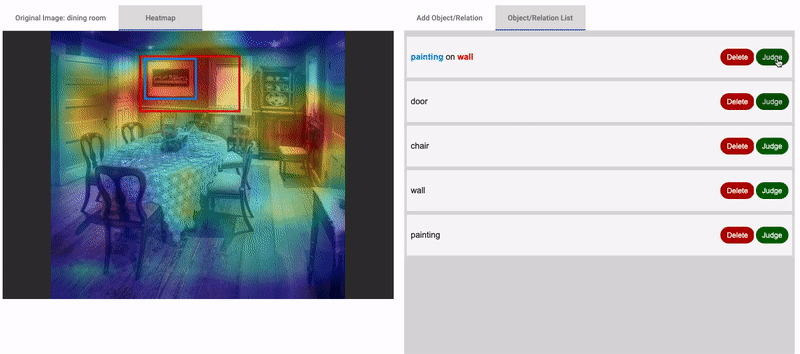 Original Image: dining room
Heatmap
Add Object/Relation
Object/Relation List
painting on wall
Delete
Judge
door
Delete
Judge
chair
Delete
Judge
wall
Delete
Judge
painting
Delete
Judge